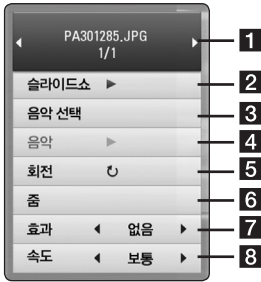 PA301285.JPG
1/1
1
슬라이드쇼 ▶ 2
음악 선택 3
음악 ▶ 4
회전 ↻ 5
줌 6
효과 ◀ 없음 ▶ 7
속도 ◀ 보통 ▶ 8